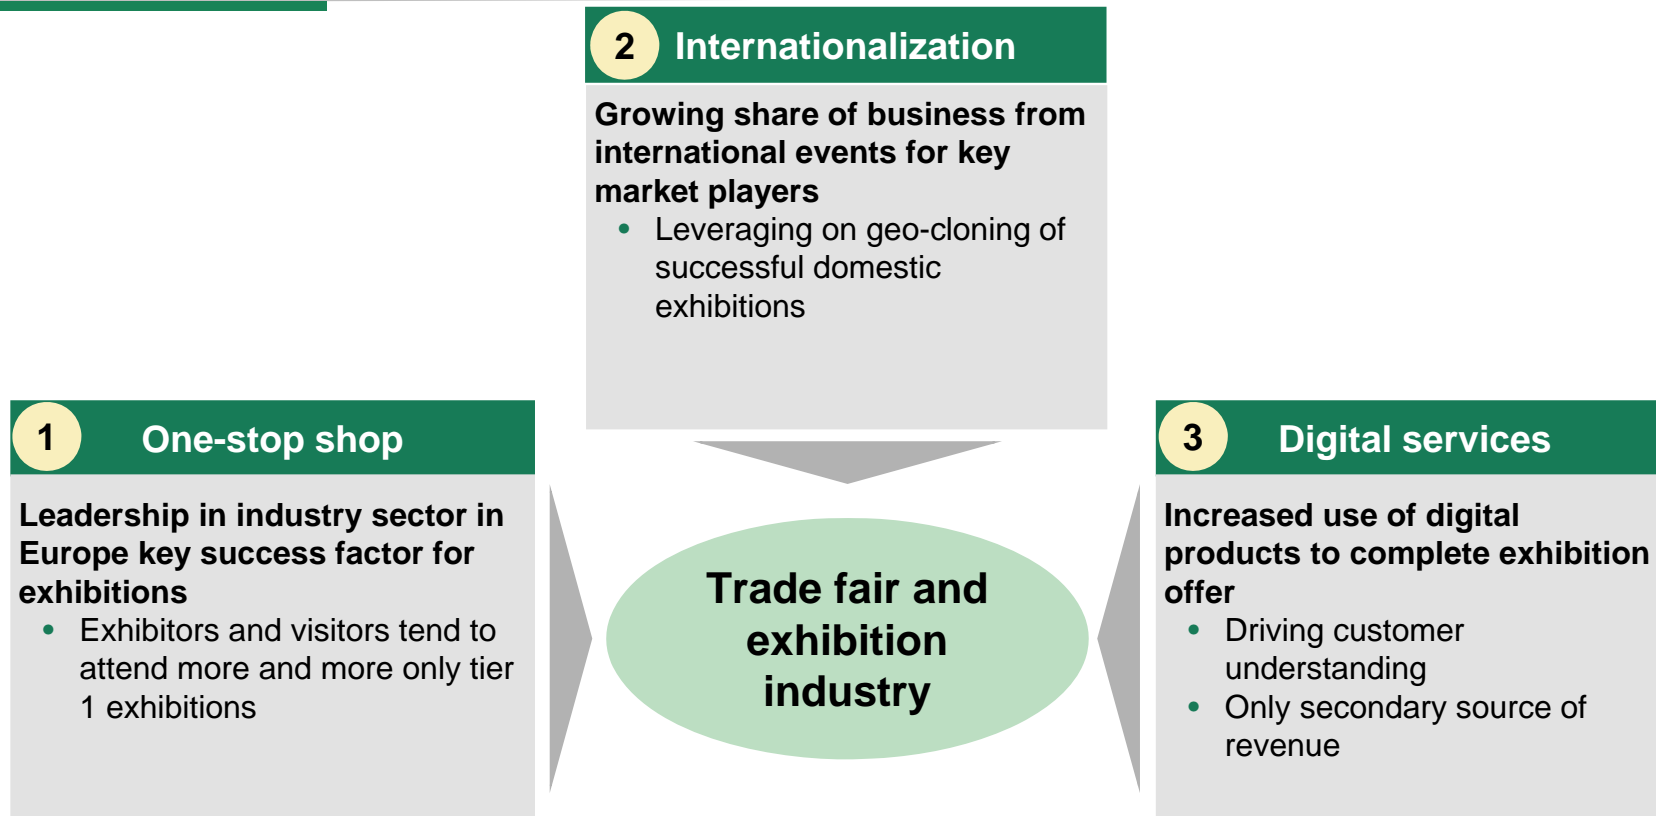 2 Internationalization
Growing share of business from
international events for key
market players
• Leveraging on geo-cloning of
successful domestic
exhibitions
1 One-stop shop
Leadership in industry sector in
Europe key success factor for
exhibitions
• Exhibitors and visitors tend to
attend more and more only tier
1 exhibitions
Trade fair and
exhibition
industry
3 Digital services
Increased use of digital
products to complete exhibition
offer
• Driving customer
understanding
• Only secondary source of
revenue